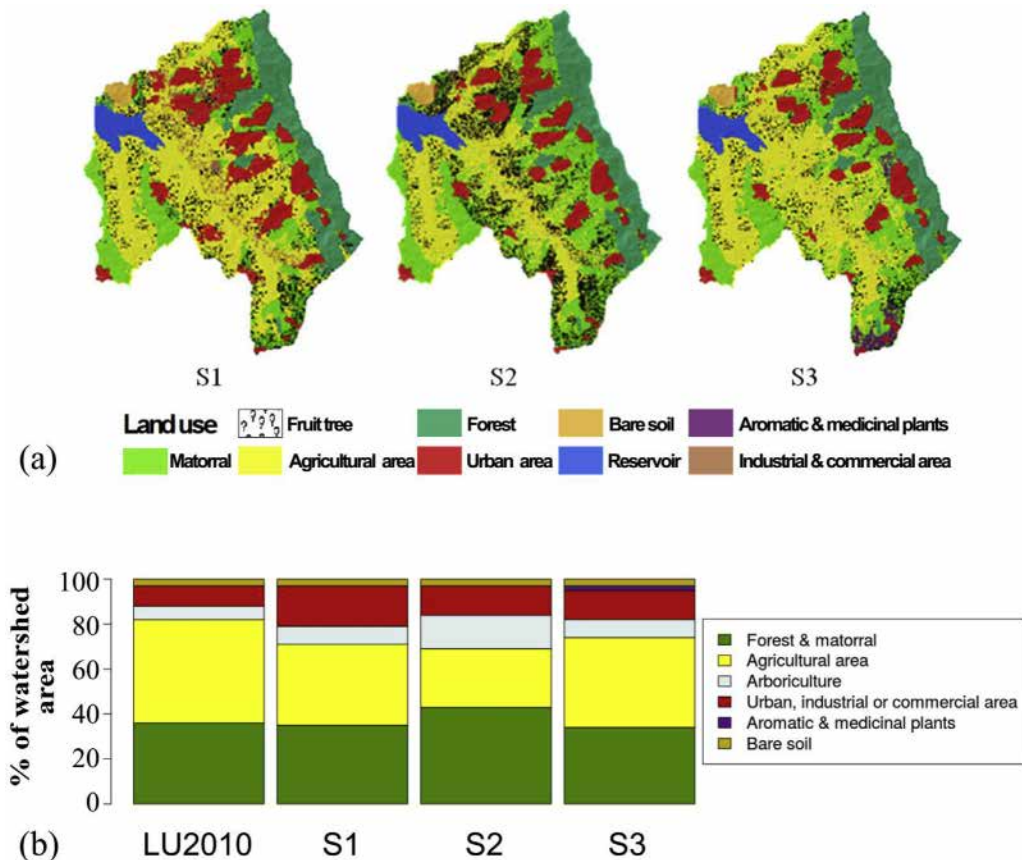 S1 S2 S3
Land use Fruit tree Forest Bare soil Aromatic & medicinal plants
(a) Matorral Agricultural area Urban area Reservoir Industrial & commercial area
% of watershed
area
100
80
60
40
20
0
Forest & matorral
Agricultural area
Arboriculture
Urban, industrial or commercial area
Aromatic & medicinal plants
Bare soil
(b) LU2010 S1 S2 S3